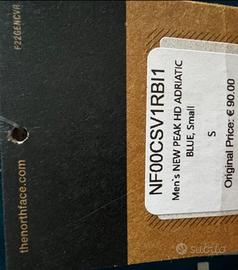 F22GENCVR
thenorthface.com
NF00CSV1RBI1
Men's NEW PEAK HD ADRIATIC
BLUE, Small
S
Original Price: € 90.00
subito